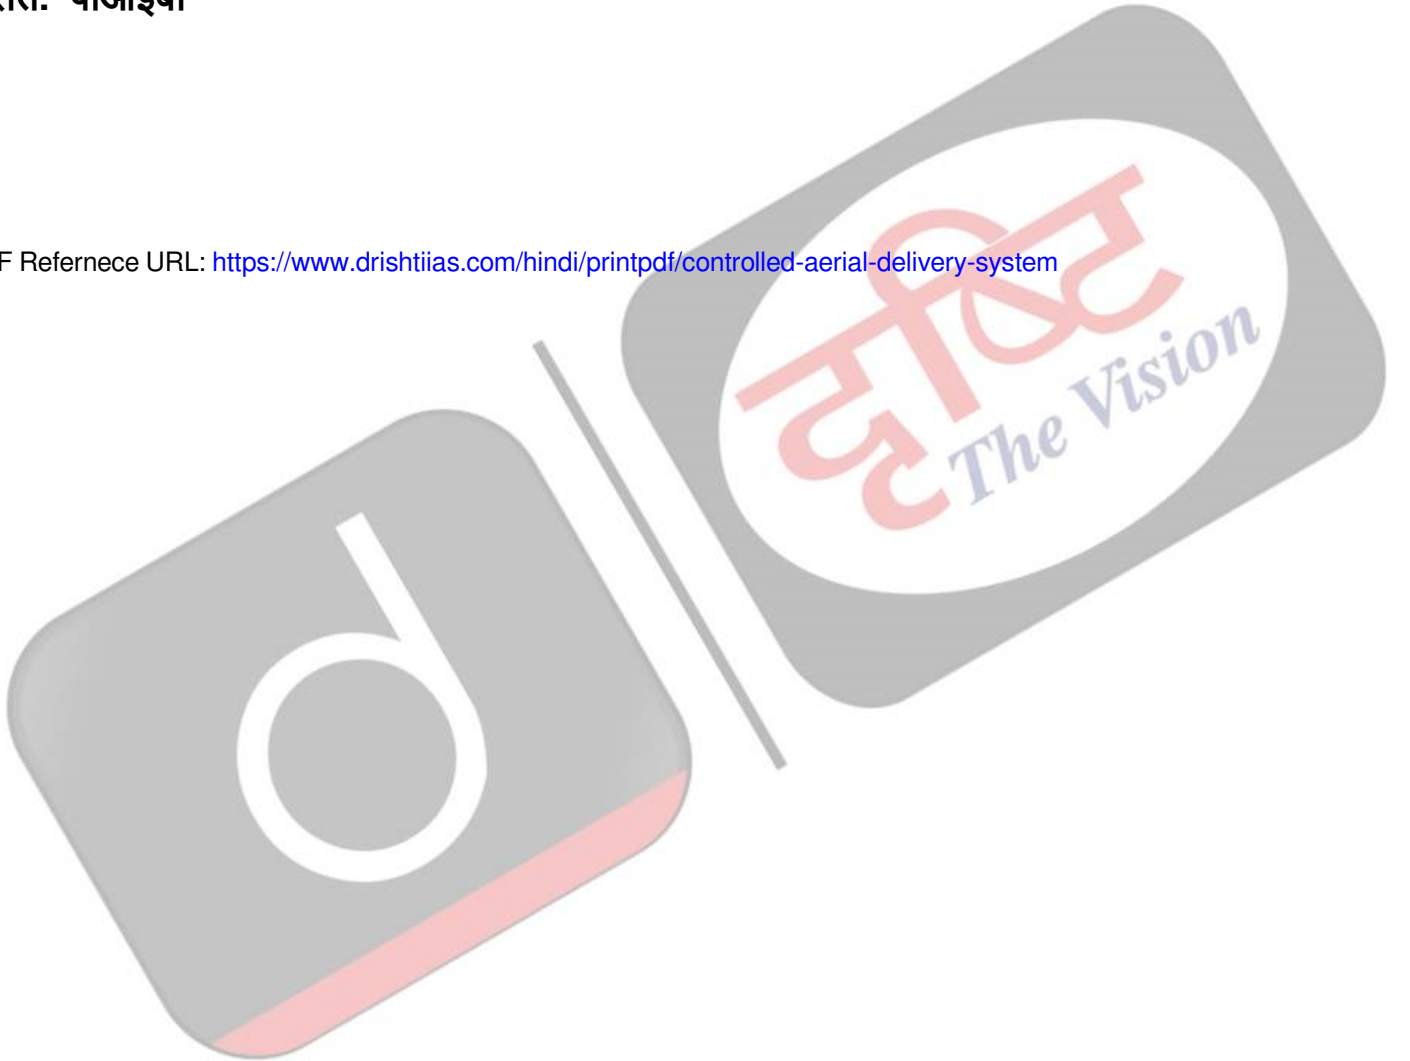 F Refernece URL: https://www.drishtiias.com/hindi/printpdf/controlled-aerial-delivery-system
दृष्टि
The Vision
d